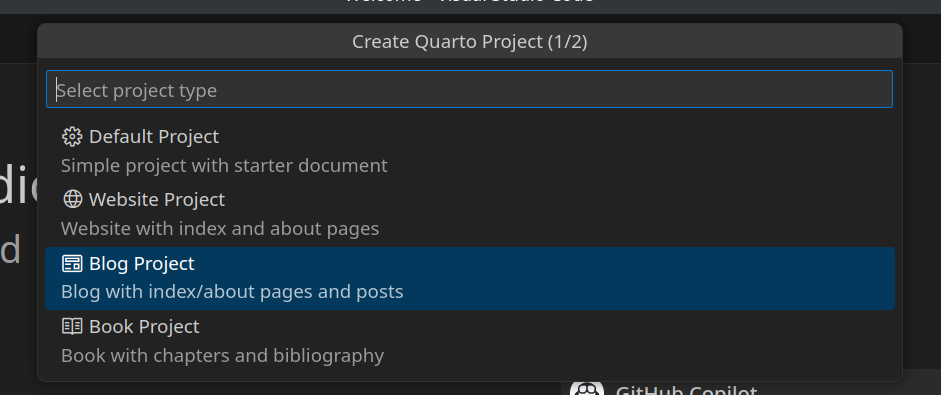 Create Quarto Project (1/2)
Select project type
Default Project
Simple project with starter document
Website Project
Website with index and about pages
Blog Project
Blog with index/about pages and posts
Book Project
Book with chapters and bibliography
GitHub Copilot